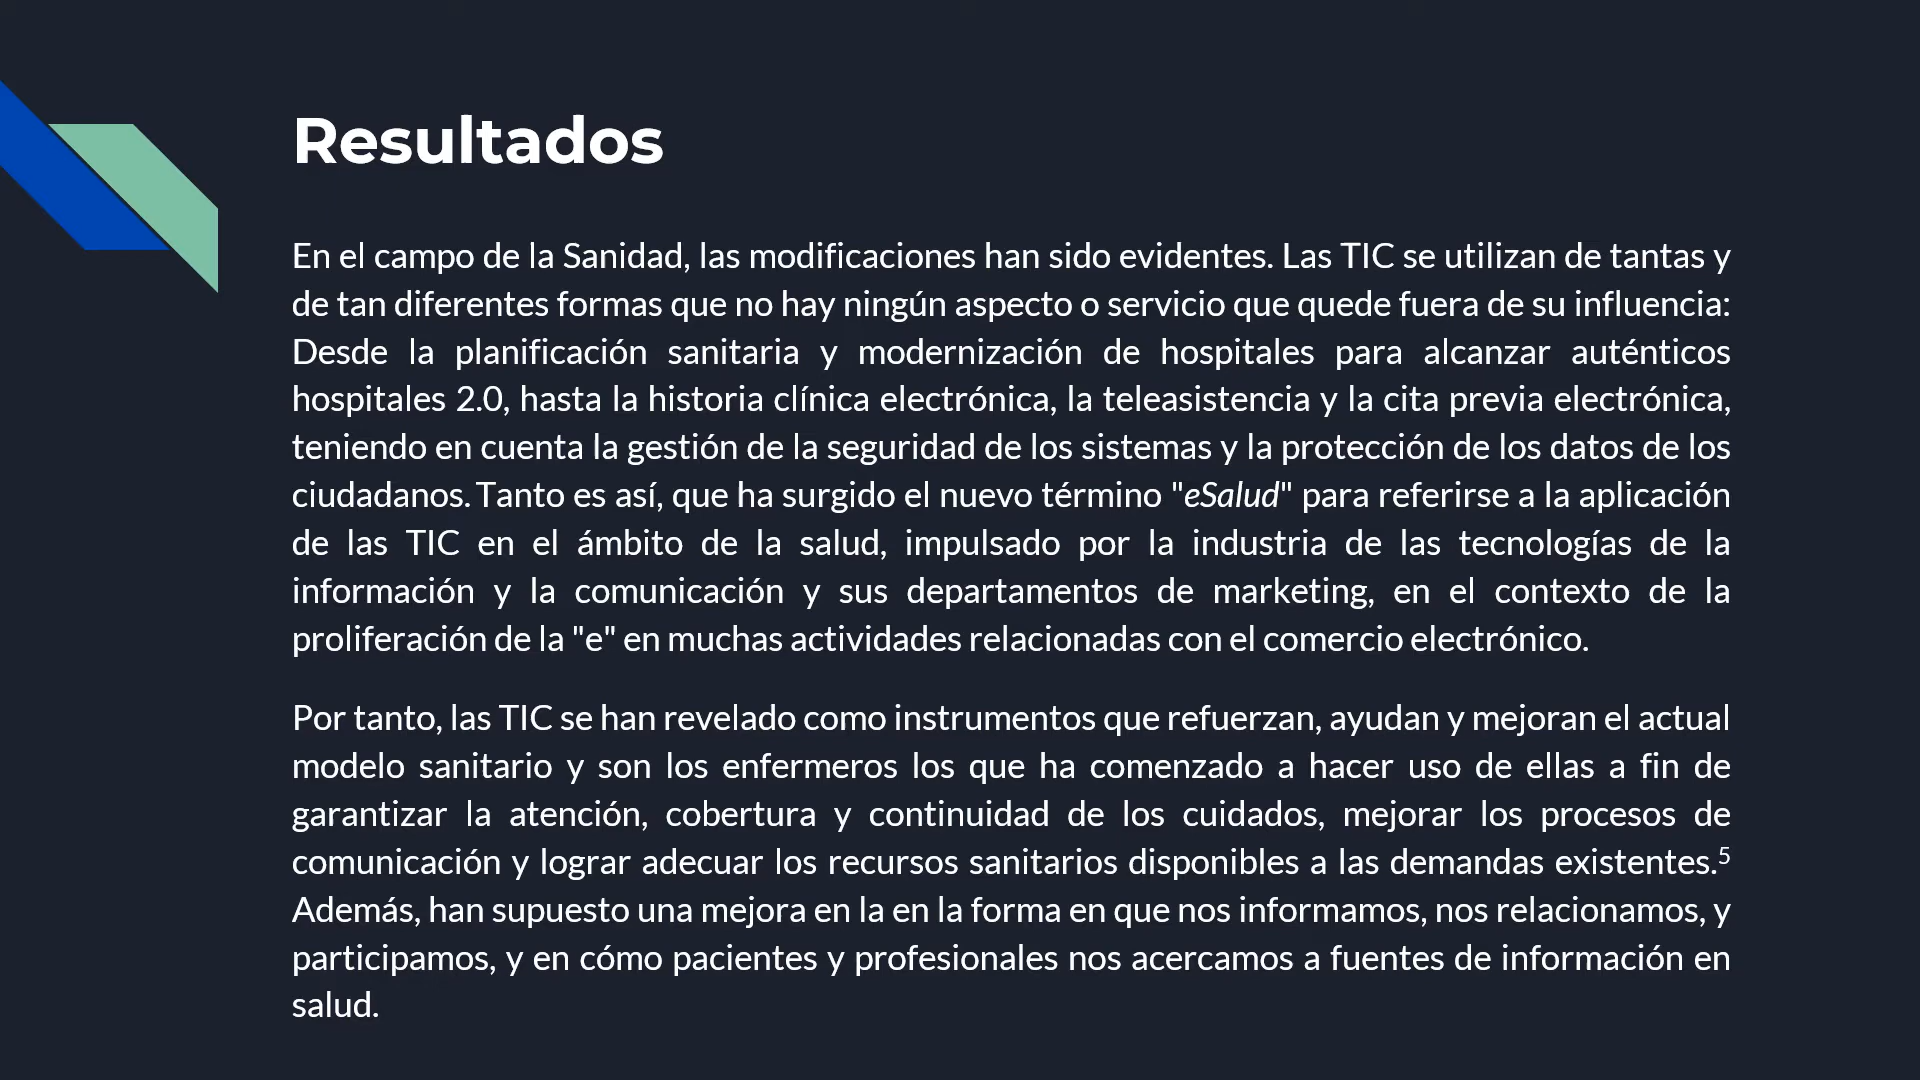 Resultados
En el campo de la Sanidad, las modificaciones han sido evidentes. Las TIC se utilizan de tantas y
de tan diferentes formas que no hay ningún aspecto o servicio que quede fuera de su influencia:
Desde la planificación sanitaria y modernización de hospitales para alcanzar auténticos
hospitales 2.0, hasta la historia clínica electrónica, la teleasistencia y la cita previa electrónica,
teniendo en cuenta la gestión de la seguridad de los sistemas y la protección de los datos de los
ciudadanos. Tanto es así, que ha surgido el nuevo término "eSalud" para referirse a la aplicación
de las TIC en el ámbito de la salud, impulsado por la industria de las tecnologías de la
información y la comunicación y sus departamentos de marketing, en el contexto de la
proliferación de la "e" en muchas actividades relacionadas con el comercio electrónico.
Por tanto, las TIC se han revelado como instrumentos que refuerzan, ayudan y mejoran el actual
modelo sanitario y son los enfermeros los que ha comenzado a hacer uso de ellas a fin de
garantizar la atención, cobertura y continuidad de los cuidados, mejorar los procesos de
comunicación y lograr adecuar los recursos sanitarios disponibles a las demandas existentes.⁵
Además, han supuesto una mejora en la en la forma en que nos informamos, nos relacionamos, y
participamos, y en cómo pacientes y profesionales nos acercamos a fuentes de información en
salud.